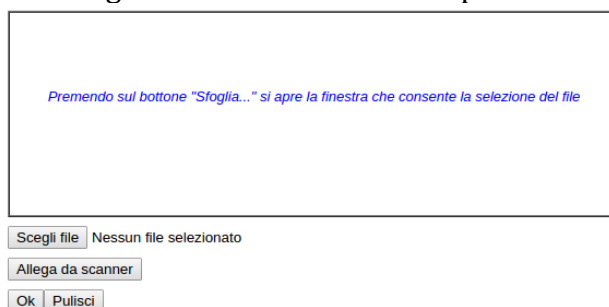 Premendo sul bottone "Sfoglia..." si apre la finestra che consente la selezione del file
Scegli file Nessun file selezionato
Allega da scanner
Ok Pulisci